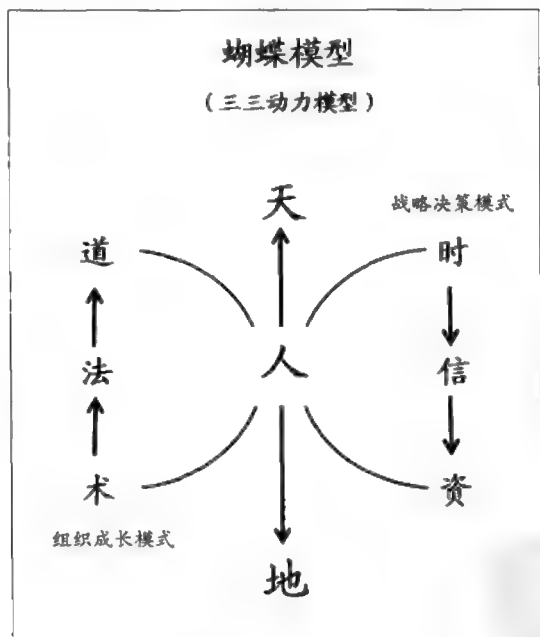 蝴蝶模型
（三三动力模型）
天
战略决策模式
道
时
法
人
信
术
资
组织成长模式
地